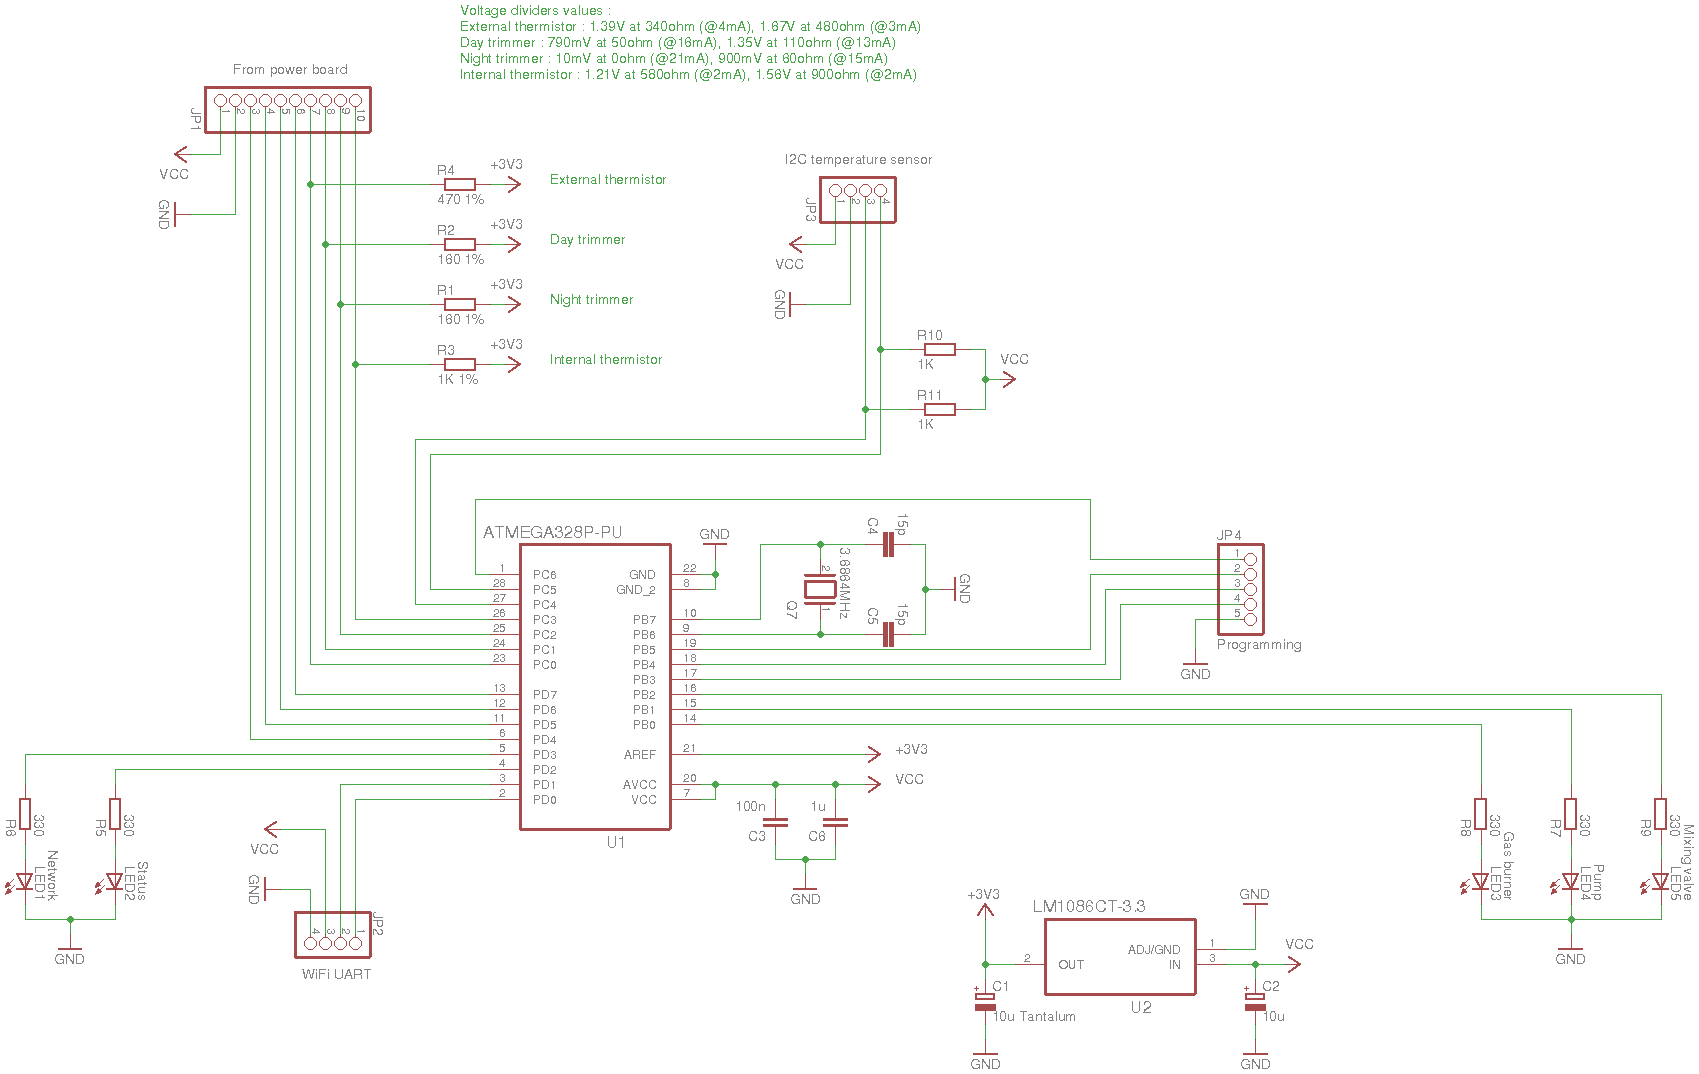 Voltage dividers values :
External thermistor : 1.39V at 340ohm (@4mA), 1.67V at 480ohm (@3mA)
Day trimmer : 790mV at 50ohm (@16mA), 1.35V at 110ohm (@13mA)
Night trimmer : 10mV at 0ohm (@21mA), 900mV at 60ohm (@15mA)
Internal thermistor : 1.21V at 580ohm (@2mA), 1.56V at 900ohm (@2mA)
From power board
JP1
1 2 3 4 5 6 7 8 9 10
VCC
GND
R4
+3V3
470 1%
External thermistor
R2
+3V3
160 1%
Day trimmer
R1
+3V3
160 1%
Night trimmer
R3
+3V3
1K 1%
Internal thermistor
I2C temperature sensor
JP3
1 2 3 4
VCC
GND
R10
1K
R11
1K
VCC
ATMEGA328P-PU
1 PC6
28 PC5
27 PC4
26 PC3
25 PC2
24 PC1
23 PC0
13 PD7
12 PD6
11 PD5
6 PD4
5 PD3
4 PD2
3 PD1
2 PD0
GND 22
GND_2 8
PB7 10
PB6 9
PB5 19
PB4 18
PB3 17
PB2 16
PB1 15
PB0 14
AREF 21
AVCC 20
VCC 7
U1
GND
C4
15p
3.6864MHz
2
1
Q7
C5
15p
GND
JP4
1
2
3
4
5
Programming
GND
+3V3
VCC
100n
C3
1u
C6
GND
R6
330
Network
LED1
R5
330
Status
LED2
GND
VCC
GND
JP2
4 3 2 1
WiFi UART
+3V3
LM1086CT-3.3
2 OUT
ADJ/GND 1
IN 3
U2
GND
VCC
+
C1
10u Tantalum
GND
+
C2
10u
GND
R8
330
Gas burner
LED3
R7
330
Pump
LED4
R9
330
Mixing valve
LED5
GND